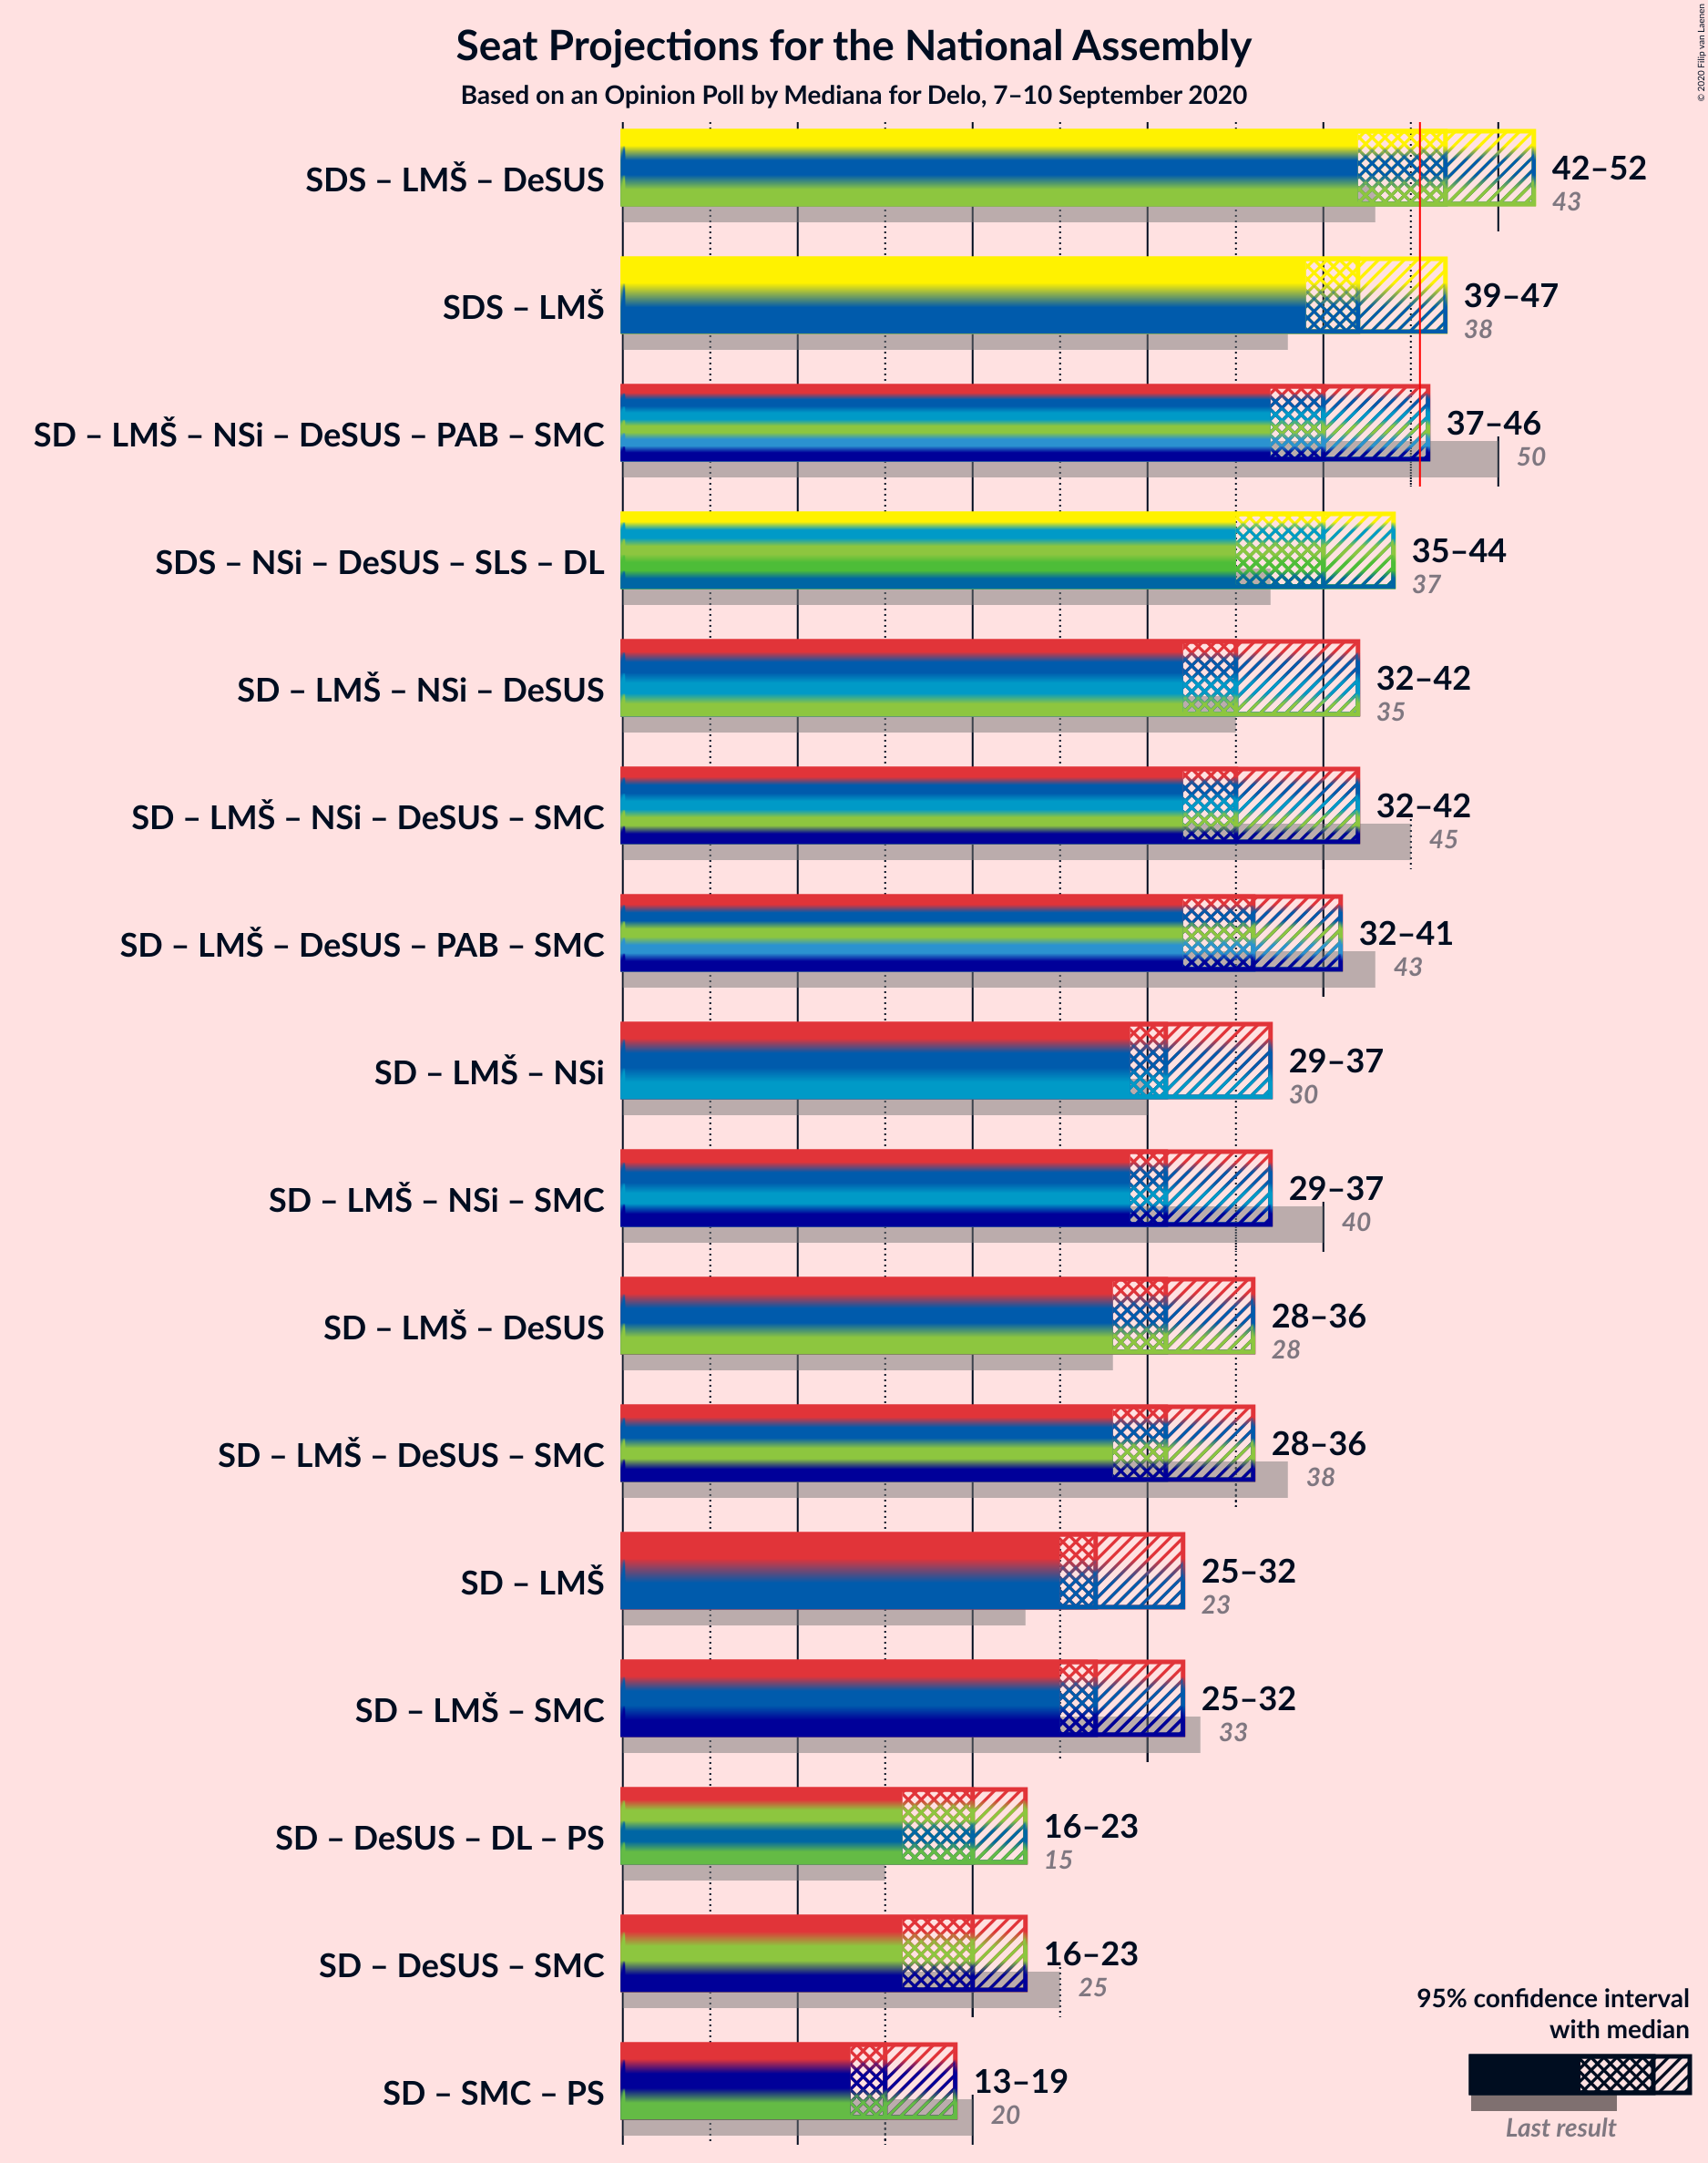 Seat Projections for the National Assembly
Based on an Opinion Poll by Mediana for Delo, 7–10 September 2020
© 2020 Filip van Laenen
SDS – LMŠ – DeSUS
42–52
43
SDS – LMŠ
39–47
38
SD – LMŠ – NSi – DeSUS – PAB – SMC
37–46
50
SDS – NSi – DeSUS – SLS – DL
35–44
37
SD – LMŠ – NSi – DeSUS
32–42
35
SD – LMŠ – NSi – DeSUS – SMC
32–42
45
SD – LMŠ – DeSUS – PAB – SMC
32–41
43
SD – LMŠ – NSi
29–37
30
SD – LMŠ – NSi – SMC
29–37
40
SD – LMŠ – DeSUS
28–36
28
SD – LMŠ – DeSUS – SMC
28–36
38
SD – LMŠ
25–32
23
SD – LMŠ – SMC
25–32
33
SD – DeSUS – DL – PS
16–23
15
SD – DeSUS – SMC
16–23
25
SD – SMC – PS
13–19
20
95% confidence interval
with median
Last result